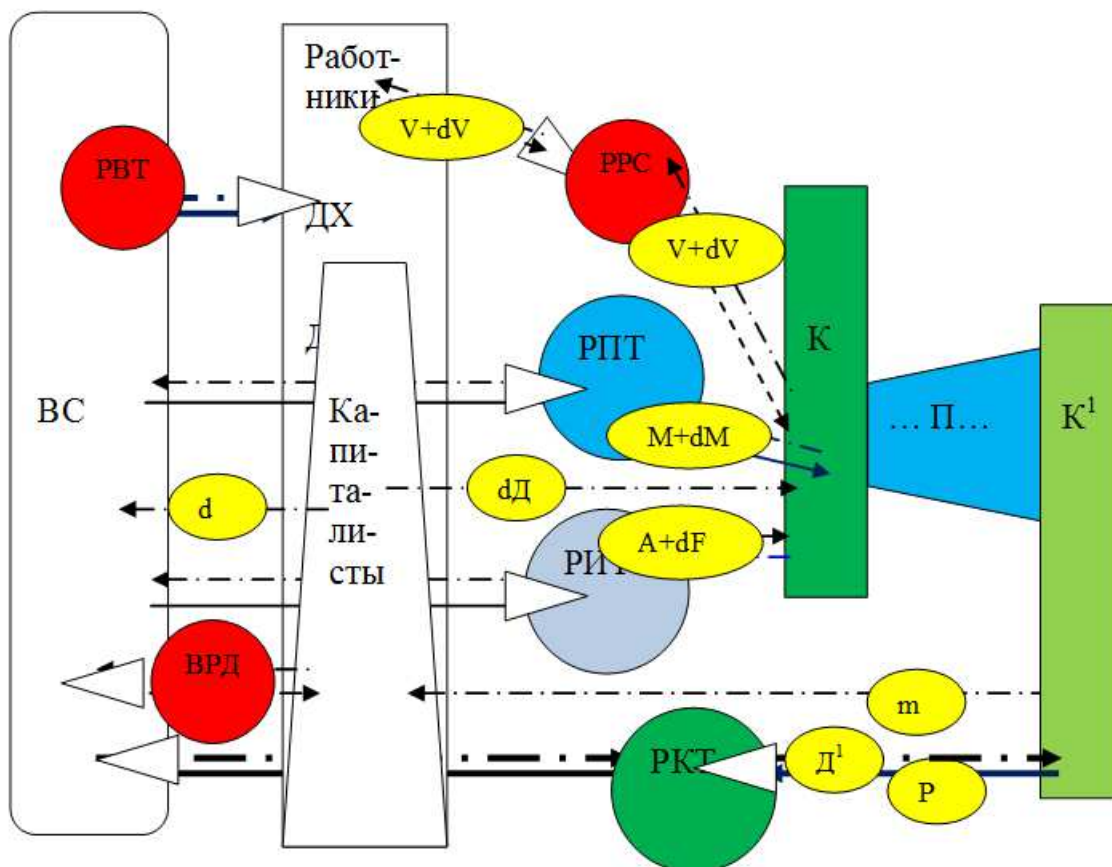 Работ-
ники
V+dV
РВТ
РРС
ДХ
V+dV
К
РПТ
ВС
Ка-
пи-
та-
ли-
сты
М+dM
… П…
К¹
d
dД
A+dF
ВРД
m
РКТ
Д¹
Р